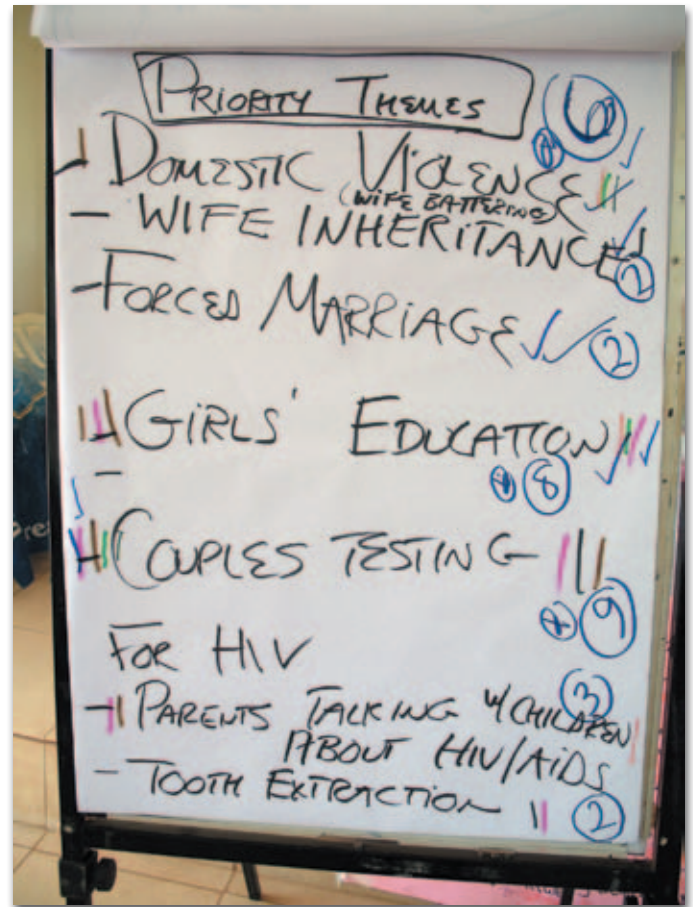 PRIORITY THEMES 6
DOMESTIC VIOLENCE
(WIFE BATTERING)
- WIFE INHERITANCE 2
- FORCED MARRIAGE 2
- GIRLS' EDUCATION
- 8
- COUPLES TESTING
9
FOR HIV
3
- PARENTS TALKING W/CHILDREN
ABOUT HIV/AIDS
- TOOTH EXTRACTION 2